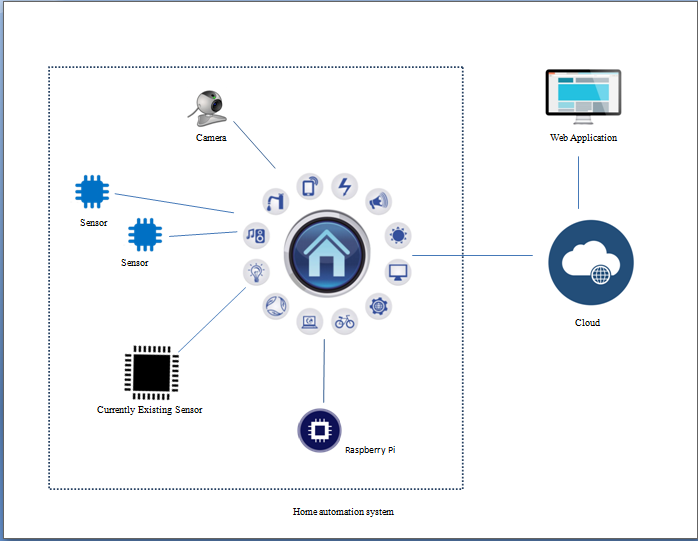 Camera
Web Application
Sensor
Sensor
Cloud
Currently Existing Sensor
Raspberry Pi
Home automation system